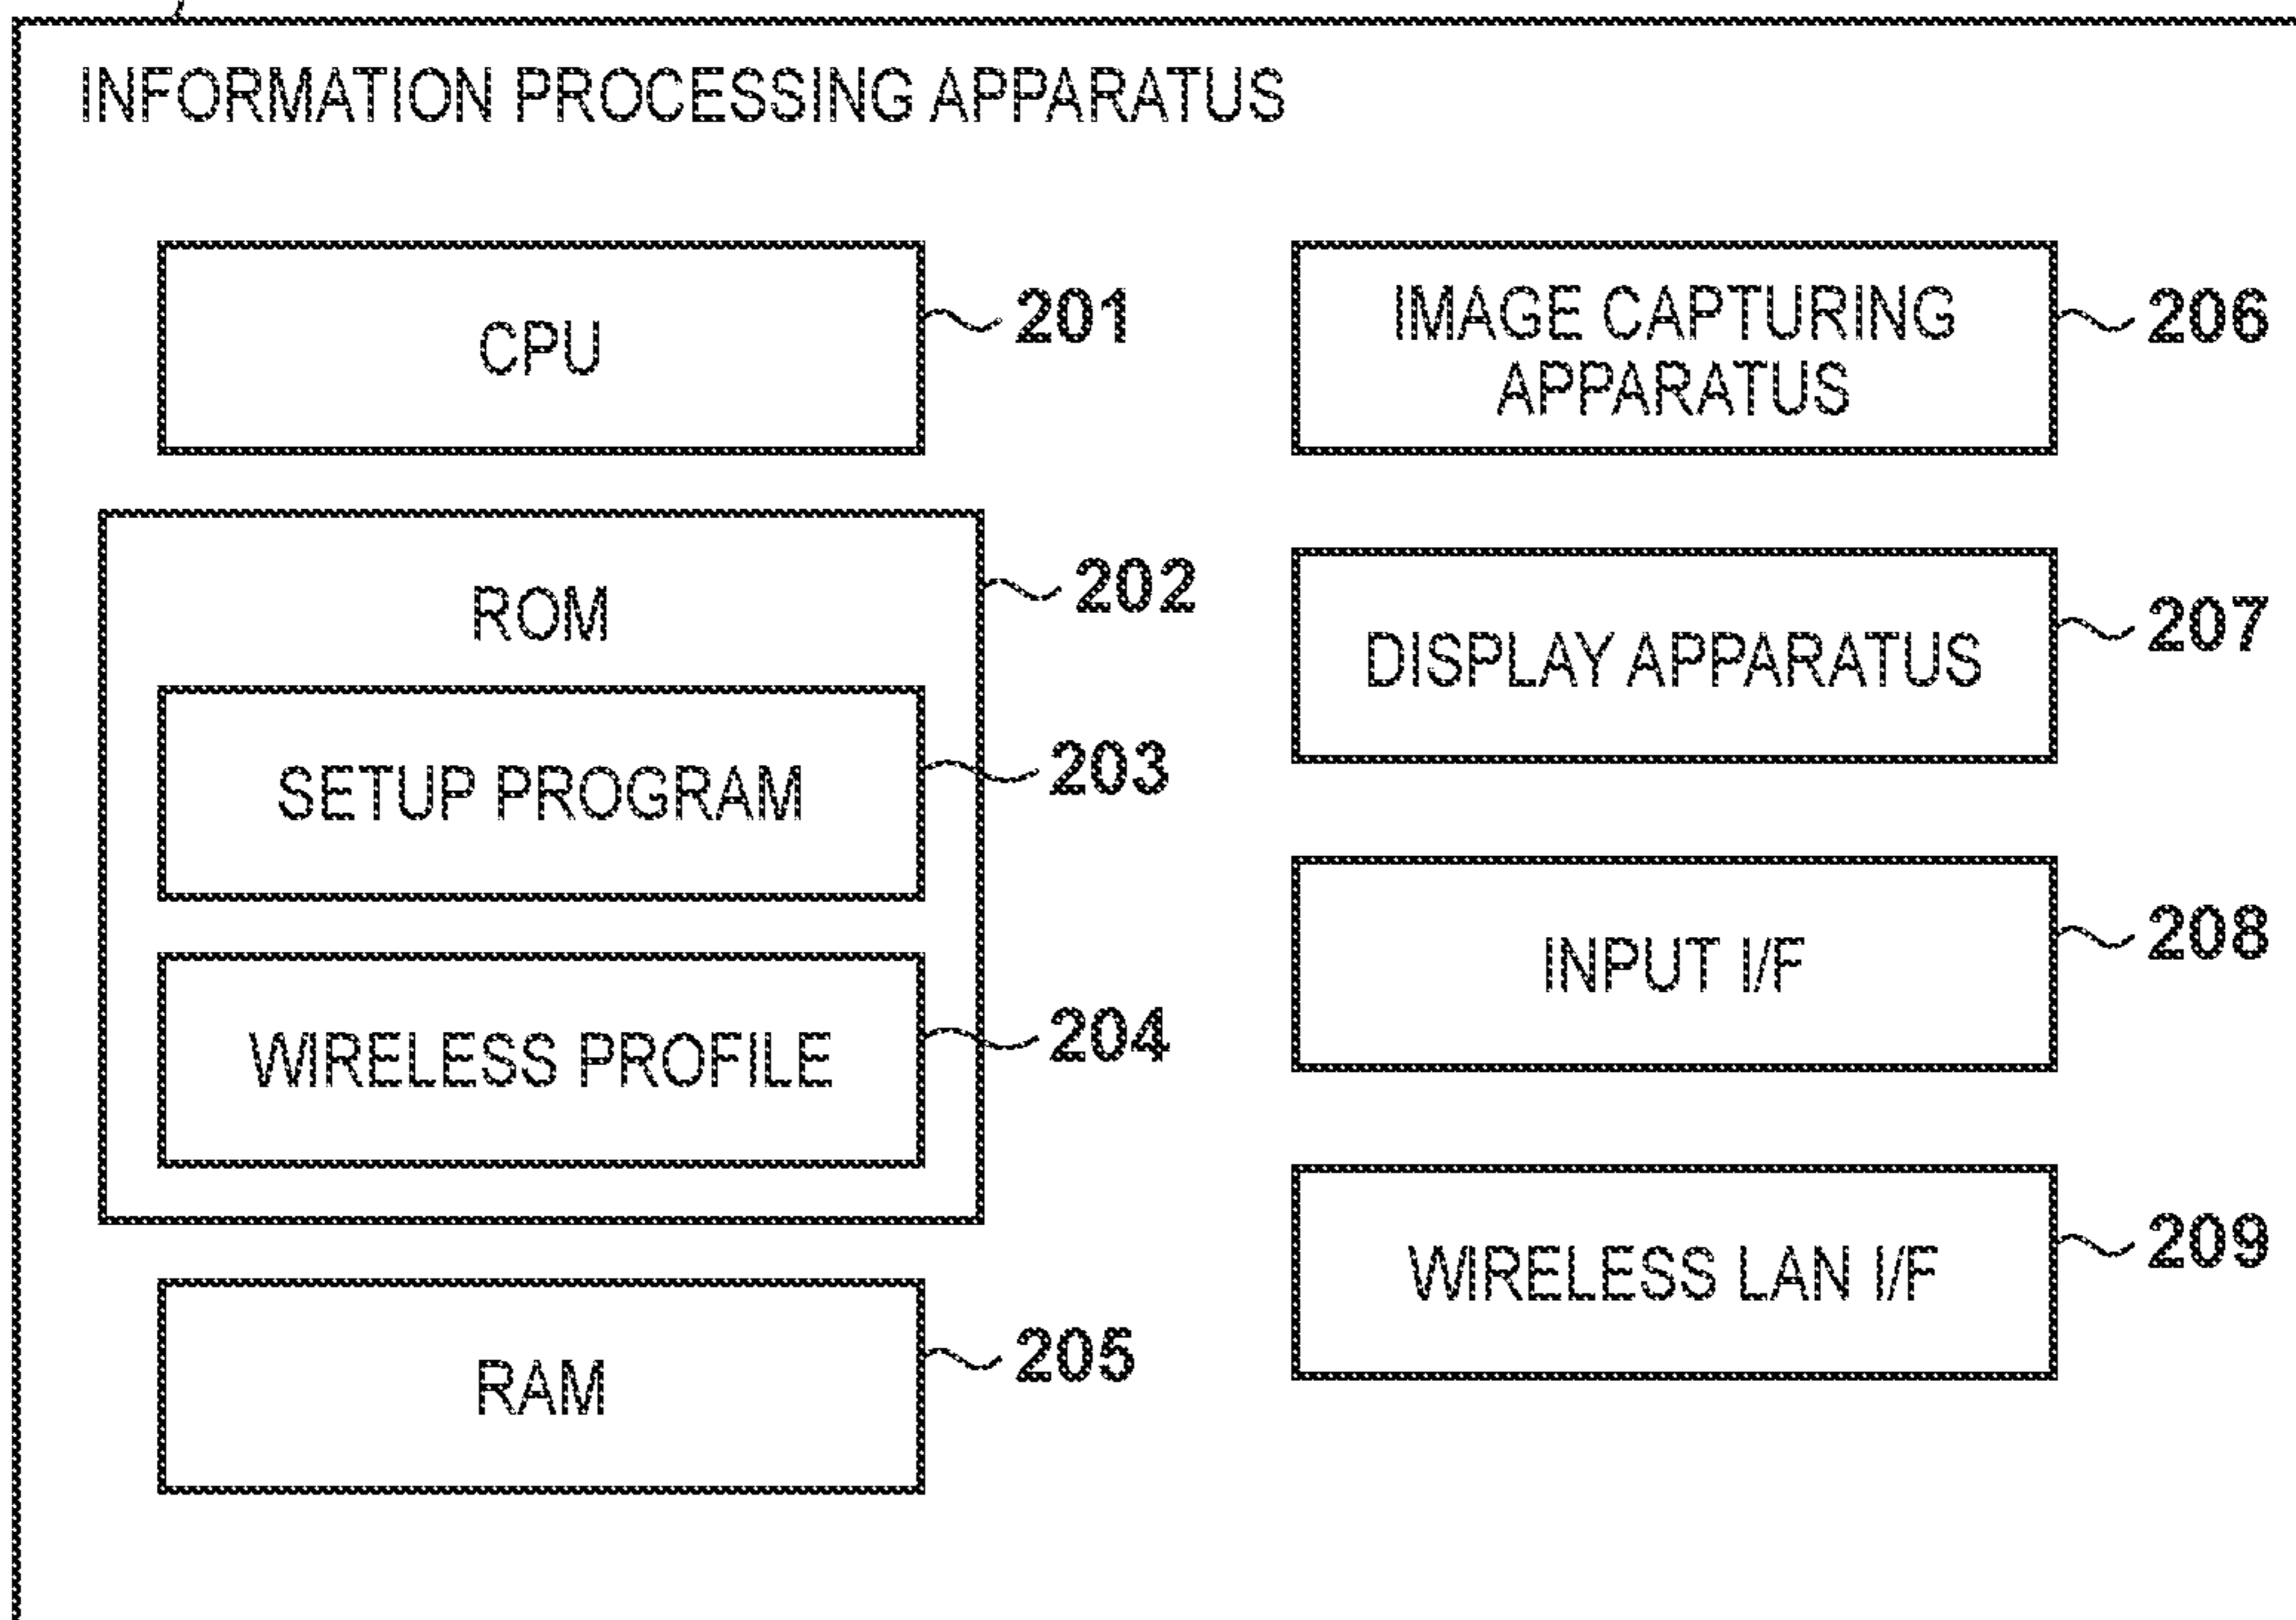 INFORMATION PROCESSING APPARATUS
CPU
201
ROM
202
SETUP PROGRAM
203
WIRELESS PROFILE
204
RAM
205
IMAGE CAPTURING
APPARATUS
206
DISPLAY APPARATUS
207
INPUT I/F
208
WIRELESS LAN I/F
209